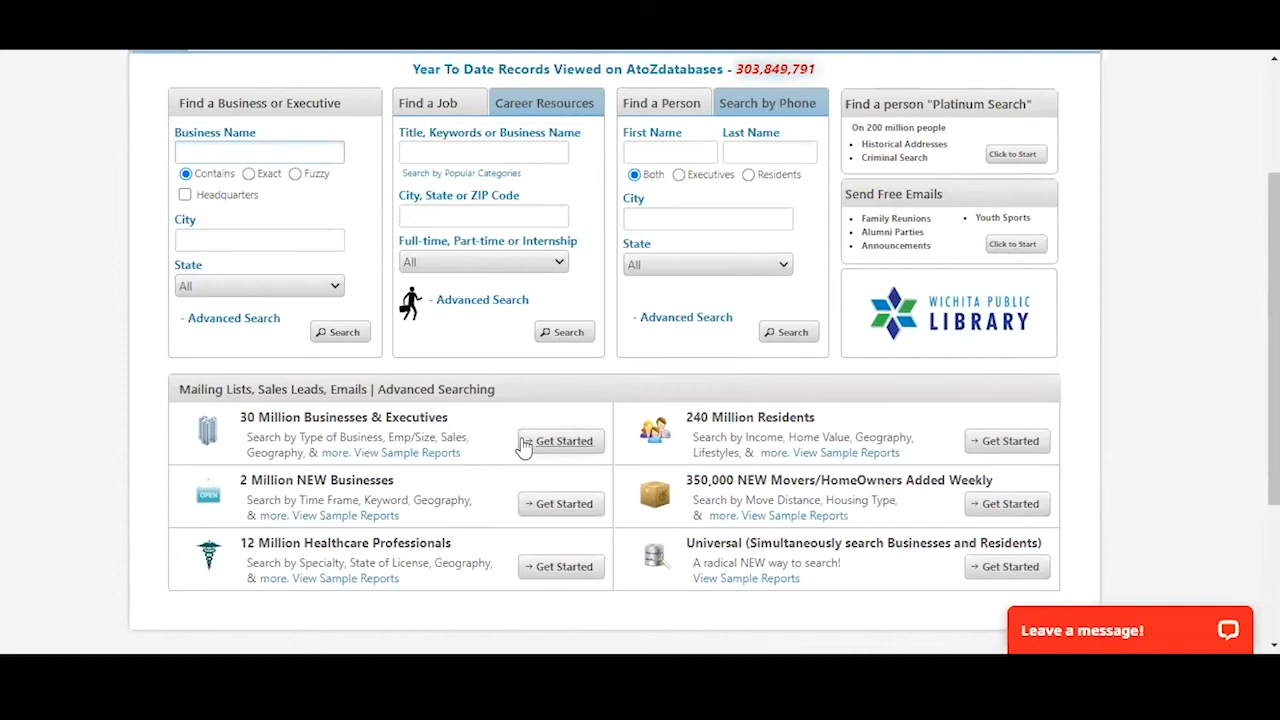 Year To Date Records Viewed on AtoZdatabases - 303,849,791
Find a Business or Executive
Business Name
Contains Exact Fuzzy
Headquarters
City
State
All
- Advanced Search
Search
Find a Job
Career Resources
Title, Keywords or Business Name
Search by Popular Categories
City, State or ZIP Code
Full-time, Part-time or Internship
All
- Advanced Search
Search
Find a Person
Search by Phone
First Name
Last Name
Both Executives Residents
City
State
All
- Advanced Search
Search
Find a person "Platinum Search"
On 200 million people
Historical Addresses
Criminal Search
Click to Start
Send Free Emails
Family Reunions
Alumni Parties
Announcements
Youth Sports
Click to Start
WICHITA PUBLIC
LIBRARY
Mailing Lists, Sales Leads, Emails | Advanced Searching
30 Million Businesses & Executives
Search by Type of Business, Emp/Size, Sales,
Geography, & more. View Sample Reports
Get Started
240 Million Residents
Search by Income, Home Value, Geography,
Lifestyles, & more. View Sample Reports
Get Started
2 Million NEW Businesses
Search by Time Frame, Keyword, Geography,
& more. View Sample Reports
Get Started
OPEN
350,000 NEW Movers/HomeOwners Added Weekly
Search by Move Distance, Housing Type,
& more. View Sample Reports
Get Started
12 Million Healthcare Professionals
Search by Specialty, State of License, Geography,
& more. View Sample Reports
Get Started
Universal (Simultaneously search Businesses and Residents)
A radical NEW way to search!
View Sample Reports
Get Started
Leave a message!